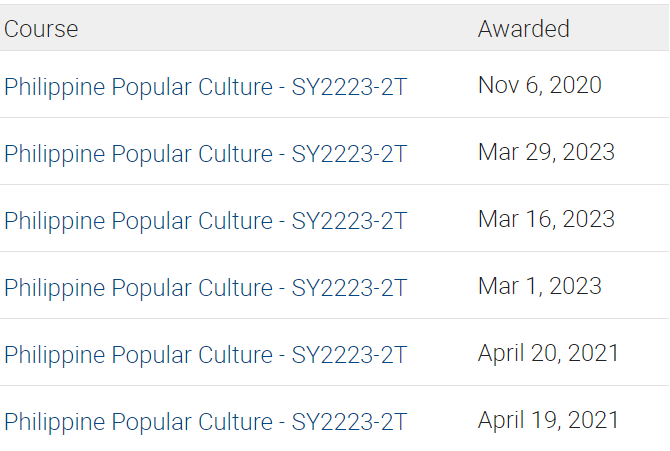 Course Awarded
Philippine Popular Culture - SY2223-2T Nov 6, 2020
Philippine Popular Culture - SY2223-2T Mar 29, 2023
Philippine Popular Culture - SY2223-2T Mar 16, 2023
Philippine Popular Culture - SY2223-2T Mar 1, 2023
Philippine Popular Culture - SY2223-2T April 20, 2021
Philippine Popular Culture - SY2223-2T April 19, 2021